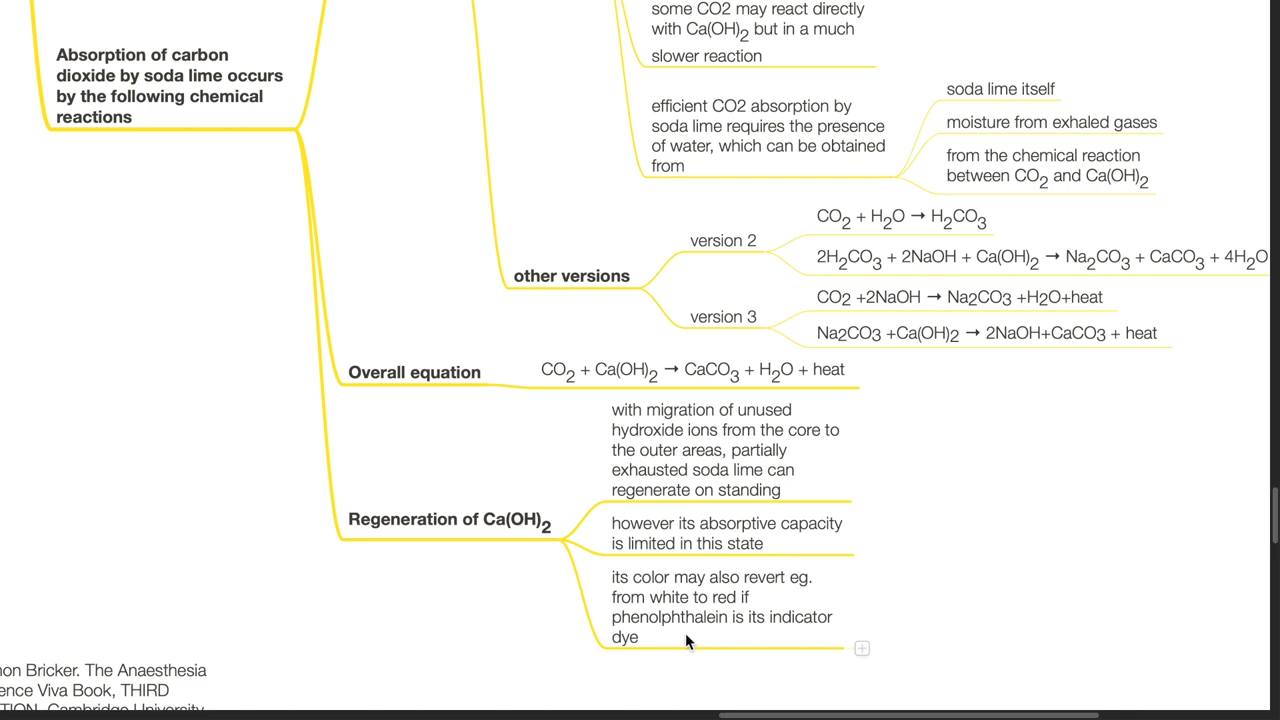 some CO2 may react directly
with Ca(OH)₂ but in a much
slower reaction
Absorption of carbon
dioxide by soda lime occurs
by the following chemical
reactions
efficient CO2 absorption by
soda lime requires the presence
of water, which can be obtained
from
soda lime itself
moisture from exhaled gases
from the chemical reaction
between CO₂ and Ca(OH)₂
other versions
version 2
CO₂ + H₂O → H₂CO₃
2H₂CO₃ + 2NaOH + Ca(OH)₂ → Na₂CO₃ + CaCO₃ + 4H₂O
version 3
CO₂ +2NaOH → Na₂CO₃ +H₂O+heat
Na₂CO₃ +Ca(OH)₂ → 2NaOH+CaCO₃ + heat
Overall equation
CO₂ + Ca(OH)₂ → CaCO₃ + H₂O + heat
Regeneration of Ca(OH)₂
with migration of unused
hydroxide ions from the core to
the outer areas, partially
exhausted soda lime can
regenerate on standing
however its absorptive capacity
is limited in this state
its color may also revert eg.
from white to red if
phenolphthalein is its indicator
dye
non Bricker. The Anaesthesia
ence Viva Book, THIRD
TION, Cambridge University